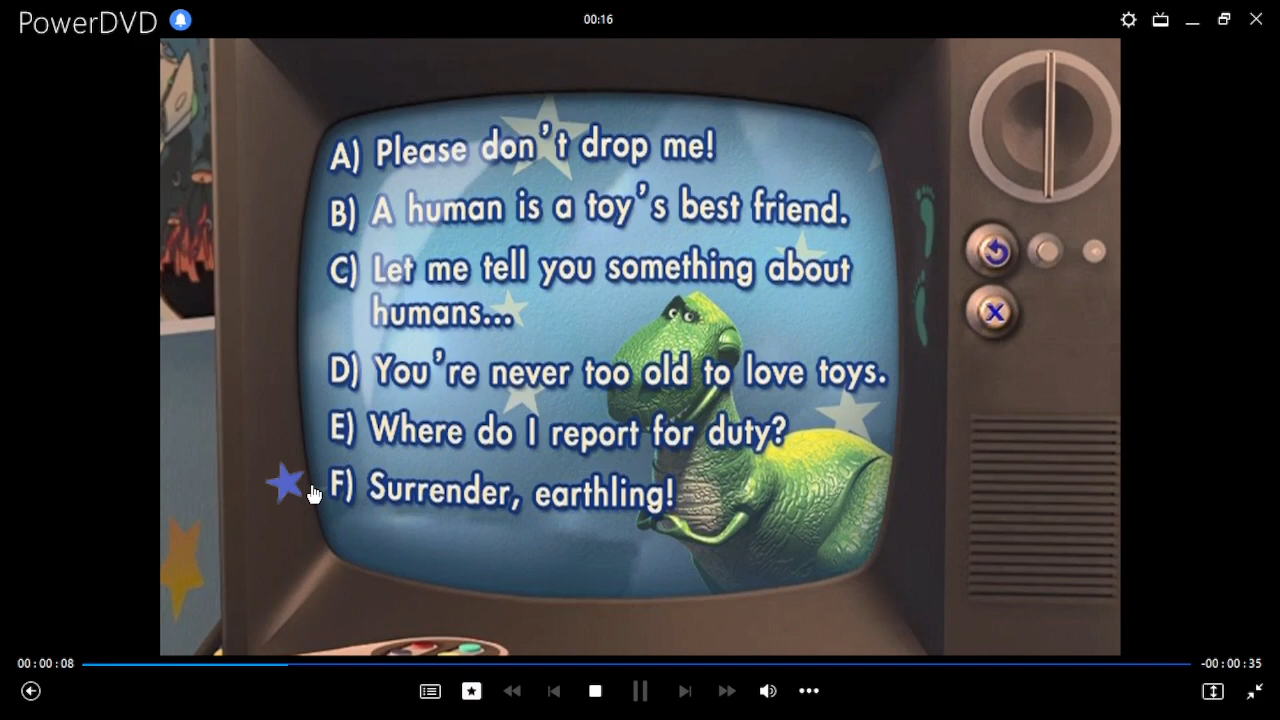 PowerDVD
00:16
A) Please don't drop me!
B) A human is a toy's best friend.
C) Let me tell you something about
humans...
D) You're never too old to love toys.
E) Where do I report for duty?
F) Surrender, earthling!
00:00:08
-00:00:35